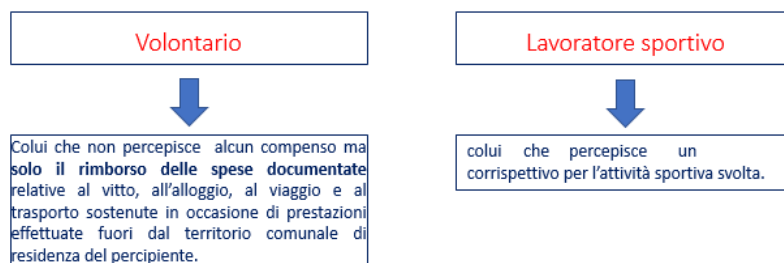 Volontario
Colui che non percepisce alcun compenso ma
solo il rimborso delle spese documentate
relative al vitto, all'alloggio, al viaggio e al
trasporto sostenute in occasione di prestazioni
effettuate fuori dal territorio comunale di
residenza del percipiente.
Lavoratore sportivo
colui che percepisce un
corrispettivo per l'attività sportiva svolta.